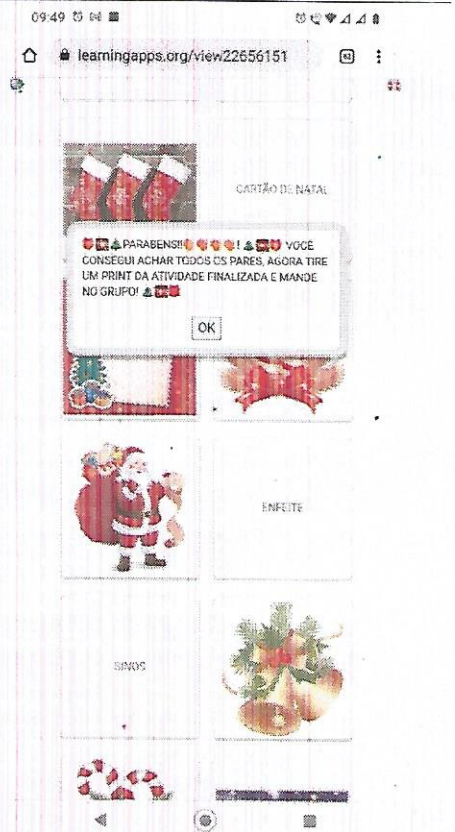 09:49
learningapps.org/view22656151
CARTÃO DE NATAL
PARABENS!!! ! VOCE
CONSEGUI ACHAR TODOS OS PARES, AGORA TIRE
UM PRINT DA ATIVIDADE FINALIZADA E MANDE
NO GRUPO!
OK
ENFEITE
SINOS